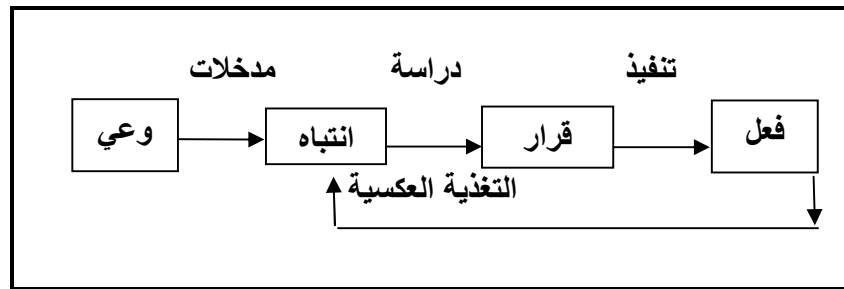 تنفيذ دراسة مدخلات
فعل قرار انتباه وعي
التغذية العكسية